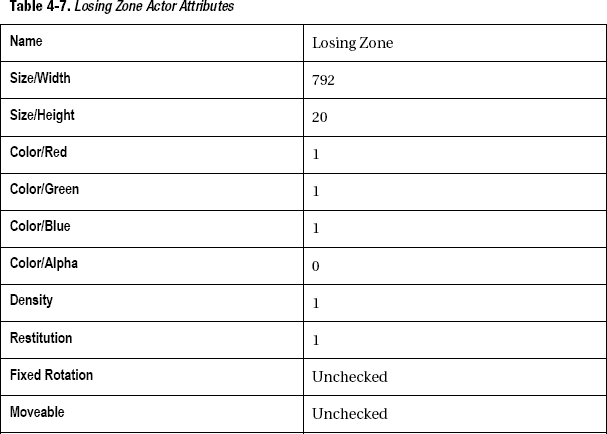 Table 4-7. Losing Zone Actor Attributes
Name Losing Zone
Size/Width 792
Size/Height 20
Color/Red 1
Color/Green 1
Color/Blue 1
Color/Alpha 0
Density 1
Restitution 1
Fixed Rotation Unchecked
Moveable Unchecked